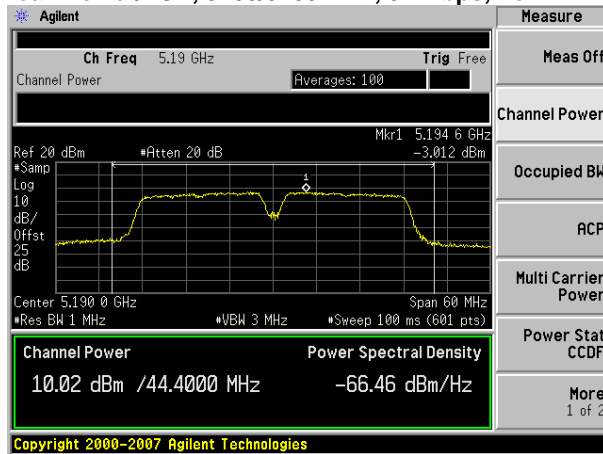 Agilent
Measure
Ch Freq 5.19 GHz Trig Free
Channel Power Averages: 100
Meas Off
Channel Power
Occupied BW
ACP
Multi Carrier
Power
Power Stat
CCDF
More
1 of 2
Mkr1 5.194 6 GHz
Ref 20 dBm #Atten 20 dB -3.012 dBm
#Samp
Log
10
dB/
Offst
25
dB
1
Center 5.190 0 GHz Span 60 MHz
#Res BW 1 MHz #VBW 3 MHz #Sweep 100 ms (601 pts)
Channel Power Power Spectral Density
10.02 dBm /44.4000 MHz -66.46 dBm/Hz
Copyright 2000-2007 Agilent Technologies